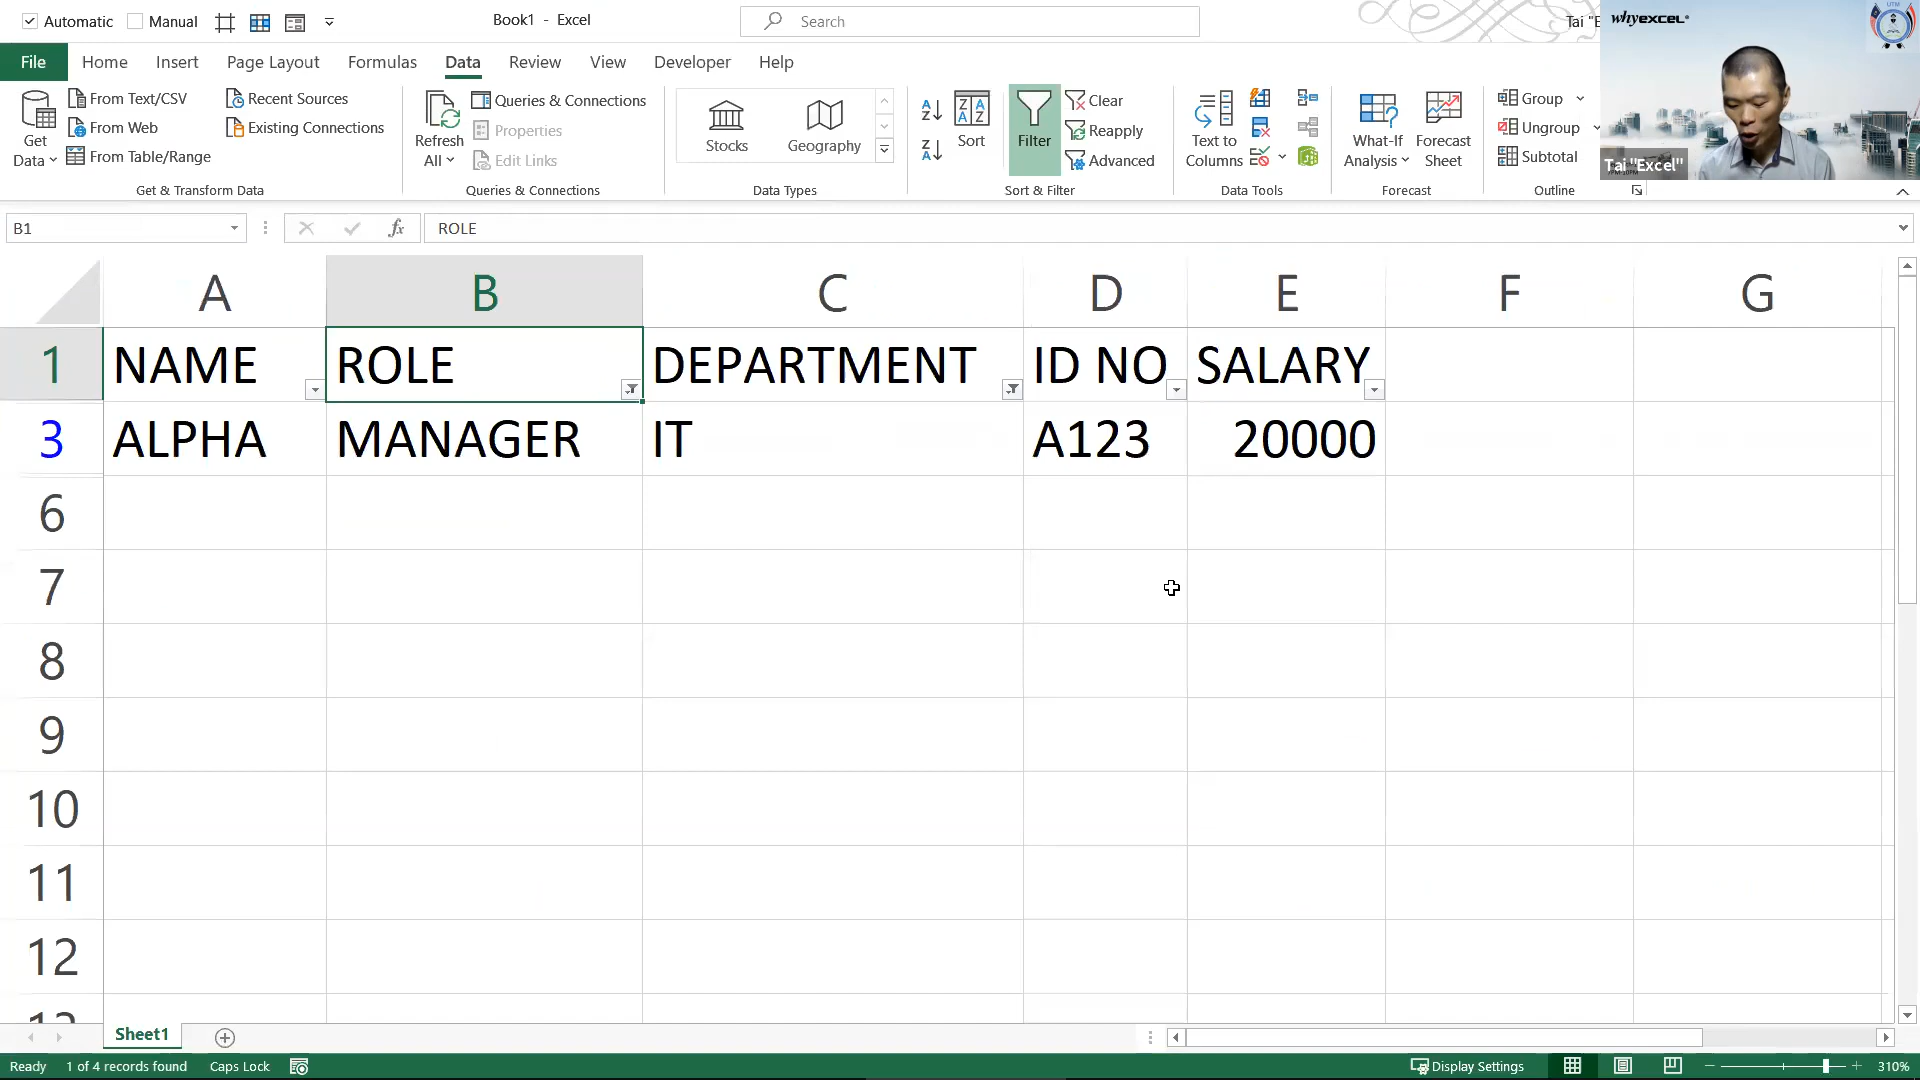 Automatic Manual Book1 - Excel Search Tai "E
whyexcel®
UTM
File Home Insert Page Layout Formulas Data Review View Developer Help
Get Data From Text/CSV From Web From Table/Range Recent Sources Existing Connections
Get & Transform Data
Refresh All Queries & Connections Properties Edit Links
Queries & Connections
Stocks Geography
Data Types
Sort Filter Clear Reapply Advanced
Sort & Filter
Text to Columns
Data Tools
What-If Analysis Forecast Sheet
Forecast
Group Ungroup Subtotal
Outline
Tai "Excel"
B1 fx ROLE
A B C D E F G
1 NAME ROLE DEPARTMENT ID NO SALARY
3 ALPHA MANAGER IT A123 20000
6
7
8
9
10
11
12
13
Sheet1
Ready 1 of 4 records found Caps Lock Display Settings 310%